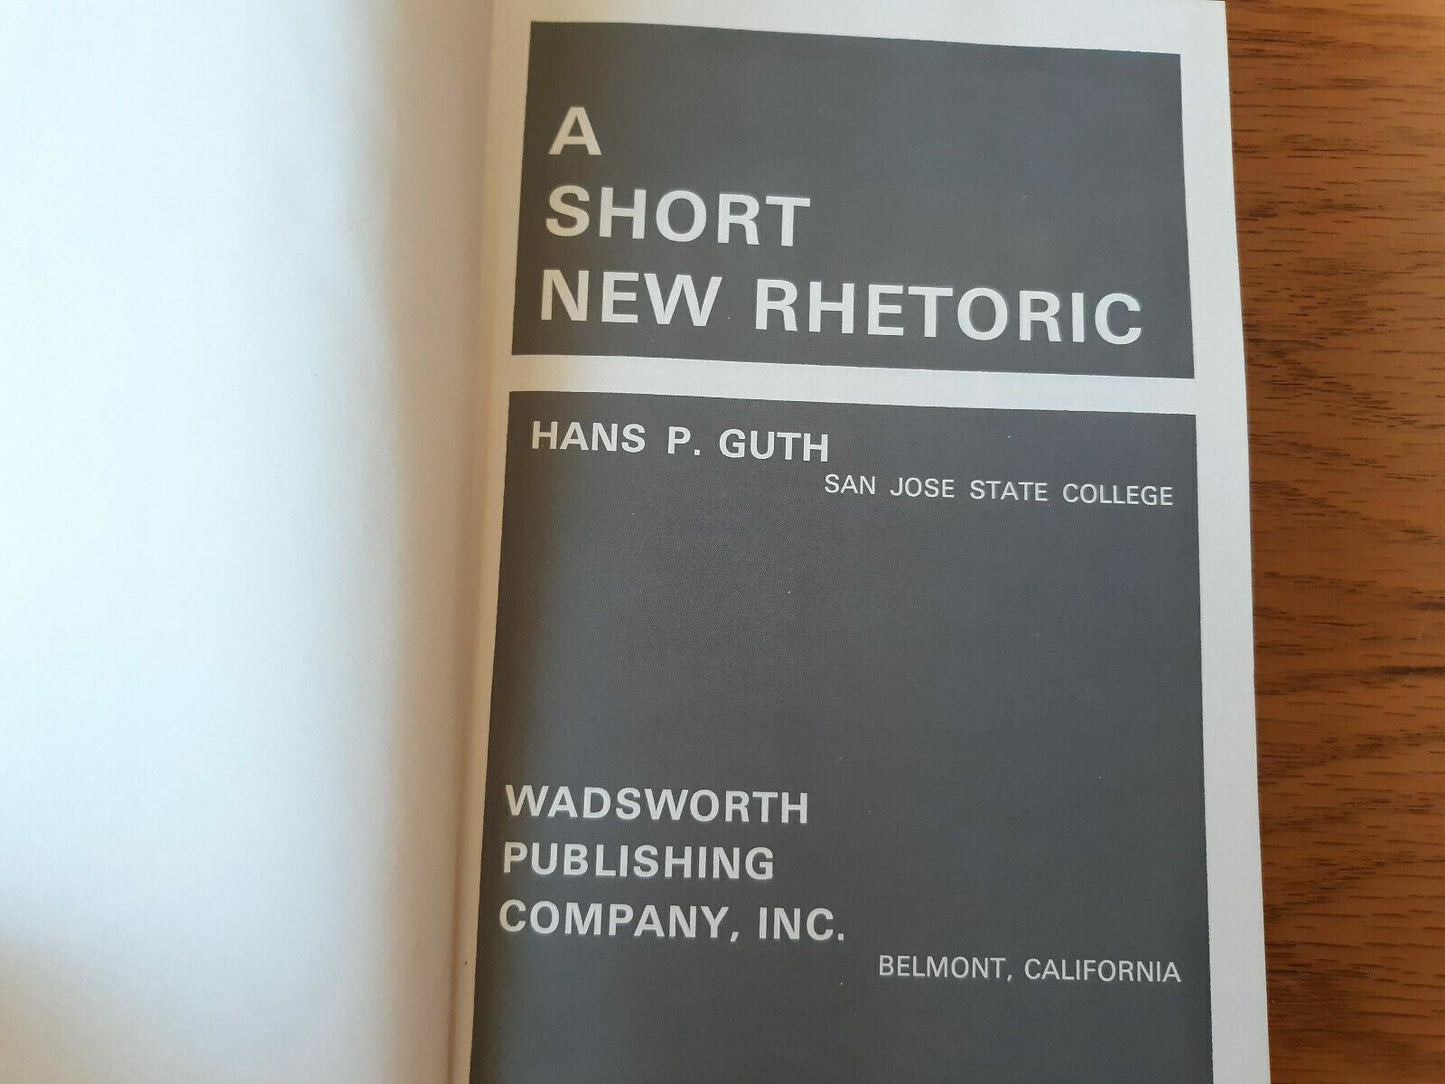 A
SHORT
NEW RHETORIC
HANS P. GUTH
SAN JOSE STATE COLLEGE
WADSWORTH
PUBLISHING
COMPANY, INC.
BELMONT, CALIFORNIA